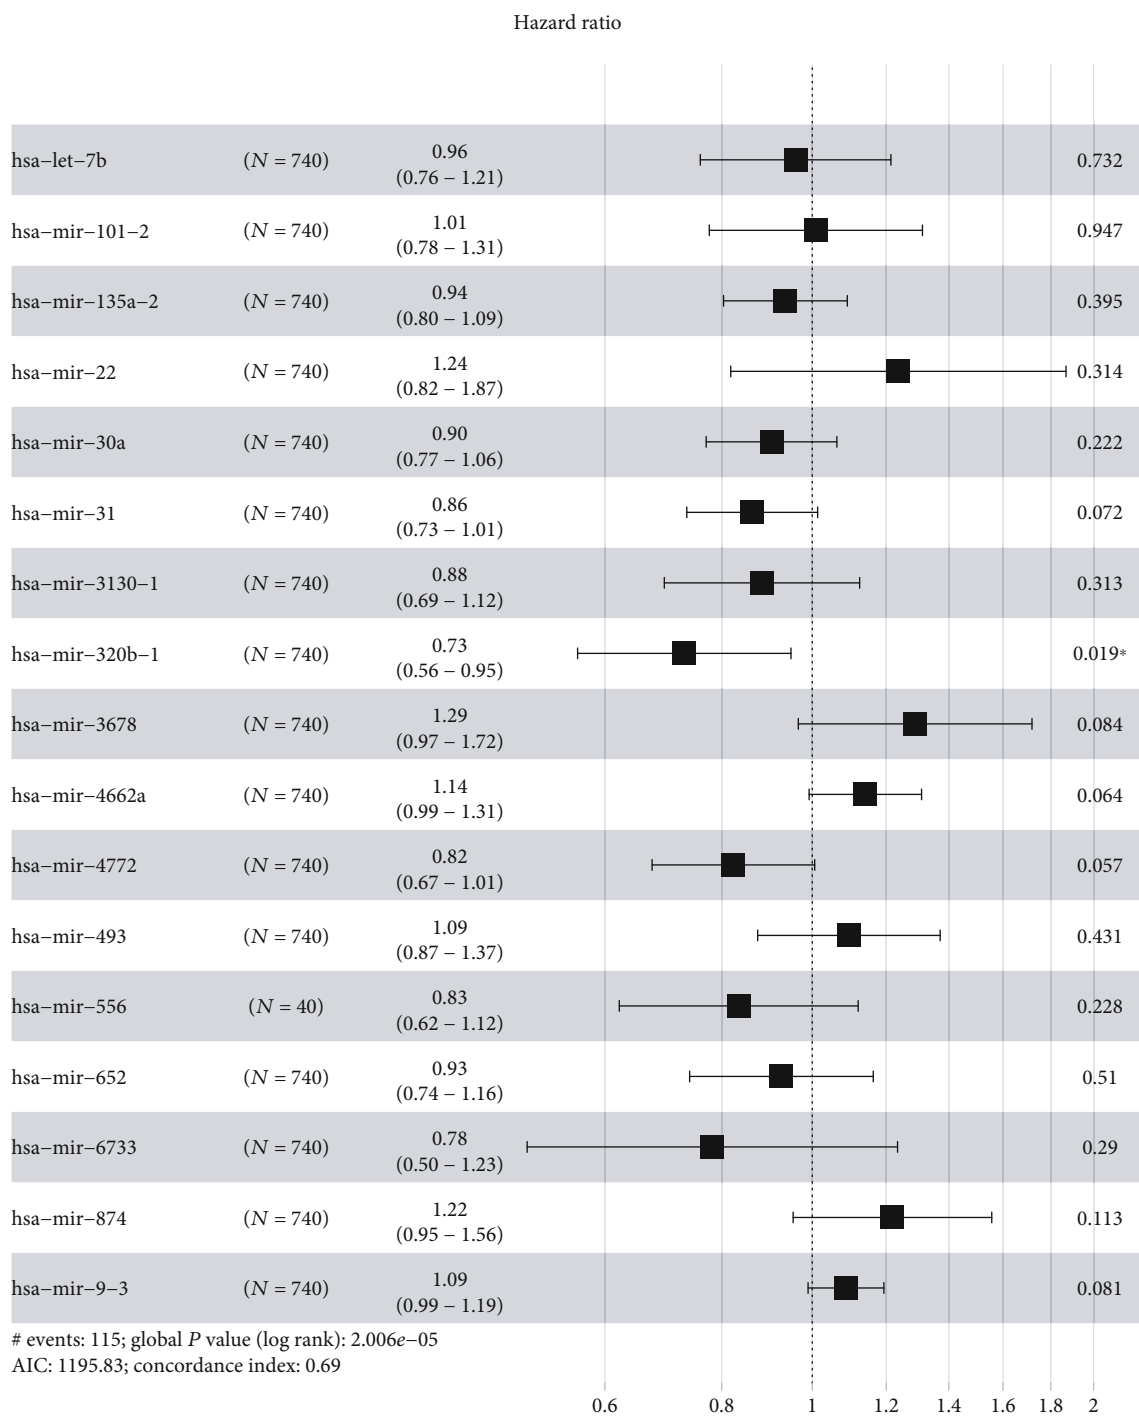 Hazard ratio
hsa−let−7b (N = 740) 0.96 (0.76 − 1.21) 0.732
hsa−mir−101−2 (N = 740) 1.01 (0.78 − 1.31) 0.947
hsa−mir−135a−2 (N = 740) 0.94 (0.80 − 1.09) 0.395
hsa−mir−22 (N = 740) 1.24 (0.82 − 1.87) 0.314
hsa−mir−30a (N = 740) 0.90 (0.77 − 1.06) 0.222
hsa−mir−31 (N = 740) 0.86 (0.73 − 1.01) 0.072
hsa−mir−3130−1 (N = 740) 0.88 (0.69 − 1.12) 0.313
hsa−mir−320b−1 (N = 740) 0.73 (0.56 − 0.95) 0.019*
hsa−mir−3678 (N = 740) 1.29 (0.97 − 1.72) 0.084
hsa−mir−4662a (N = 740) 1.14 (0.99 − 1.31) 0.064
hsa−mir−4772 (N = 740) 0.82 (0.67 − 1.01) 0.057
hsa−mir−493 (N = 740) 1.09 (0.87 − 1.37) 0.431
hsa−mir−556 (N = 40) 0.83 (0.62 − 1.12) 0.228
hsa−mir−652 (N = 740) 0.93 (0.74 − 1.16) 0.51
hsa−mir−6733 (N = 740) 0.78 (0.50 − 1.23) 0.29
hsa−mir−874 (N = 740) 1.22 (0.95 − 1.56) 0.113
hsa−mir−9−3 (N = 740) 1.09 (0.99 − 1.19) 0.081
# events: 115; global P value (log rank): 2.006e−05
AIC: 1195.83; concordance index: 0.69
0.6 0.8 1 1.2 1.4 1.6 1.8 2